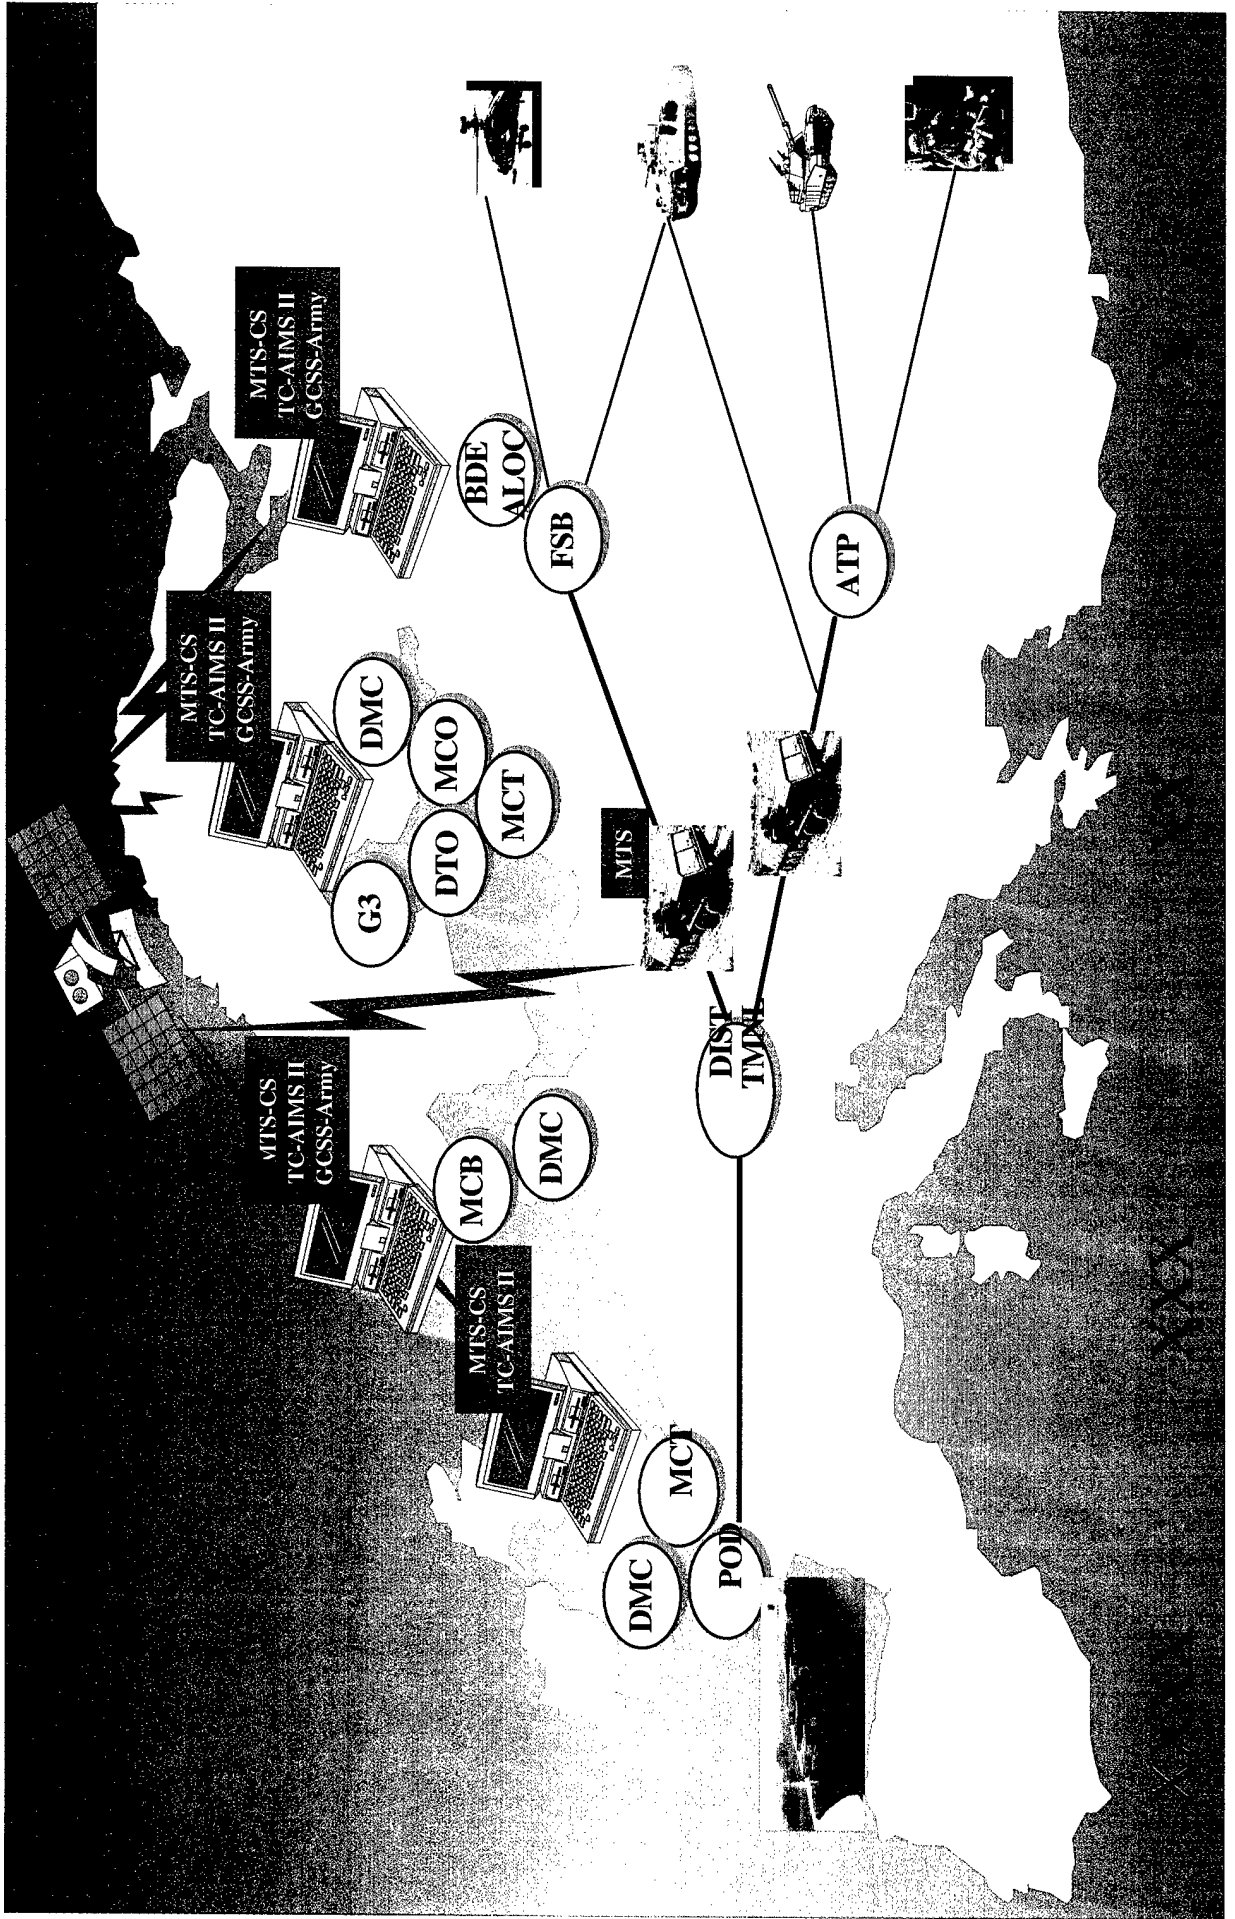 MTS-CS
TC-AIMS II
GCSS-Army
MTS-CS
TC-AIMS II
GCSS-Army
MTS-CS
TC-AIMS II
GCSS-Army
G3
DMC
DTO
MCO
MCT
MCB
DMC
BDE
ALOC
FSB
MTS-CS
TC-AIMS II
MTS
DMC
MCT
POD
DIST
TMNL
ATP